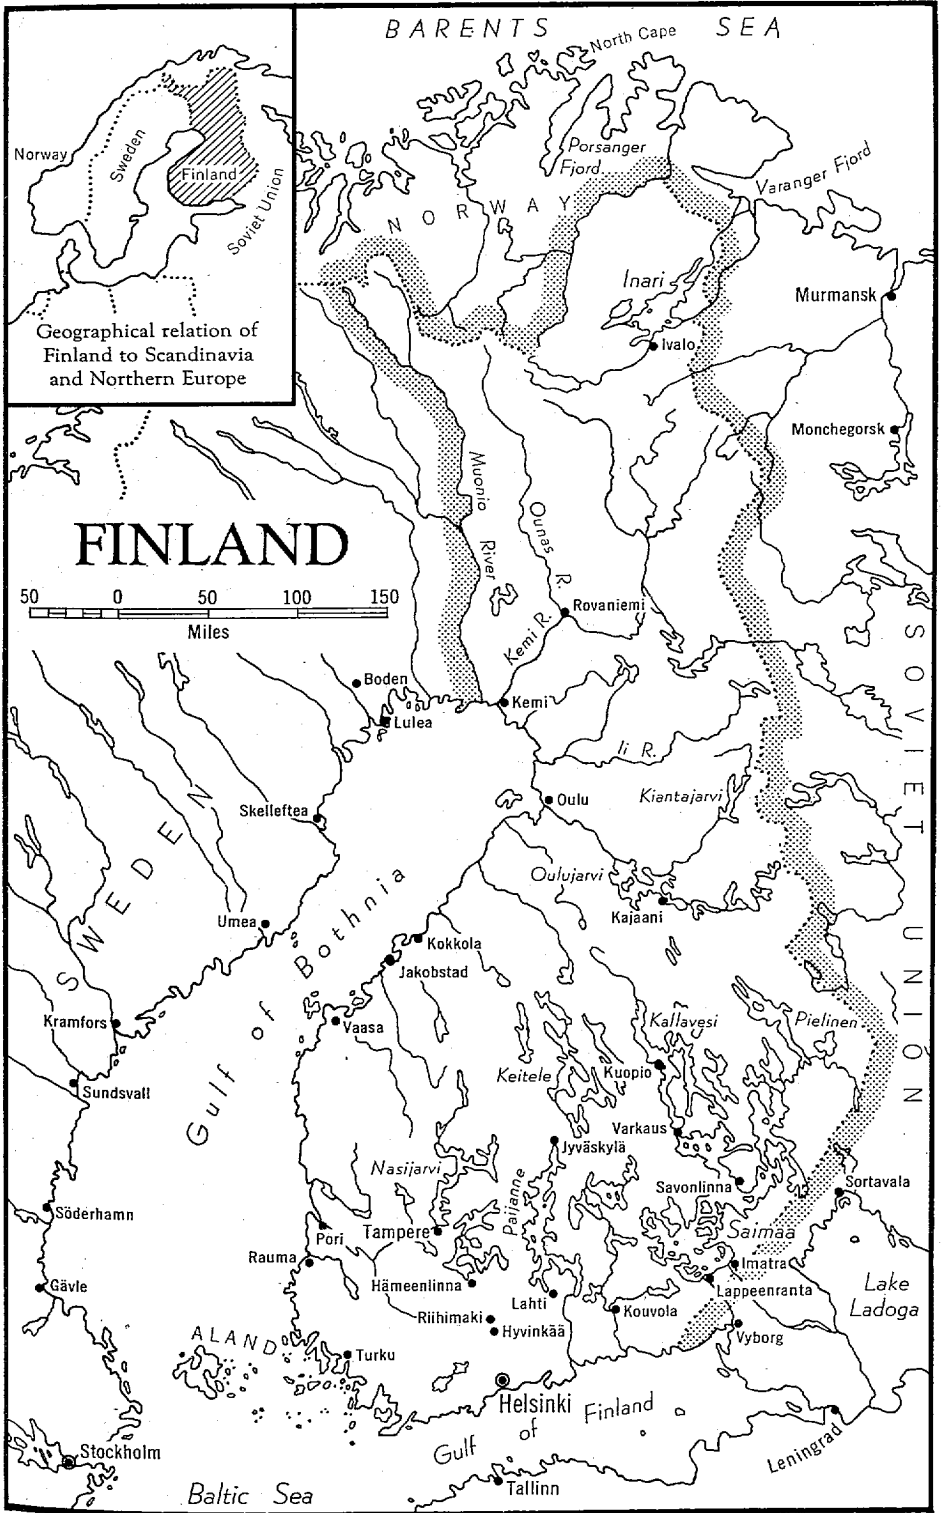 BARENTS SEA
North Cape
Porsanger
Fjord
Varanger Fjord
NORWAY
Norway
Sweden
Finland
Soviet Union
Geographical relation of
Finland to Scandinavia
and Northern Europe
Inari
Murmansk
Ivalo
Monchegorsk
Muonio River
Ounas R.
FINLAND
50 0 50 100 150
Miles
Rovaniemi
Kemi R.
SOVIET UNION
Boden
Kemi
Lulea
Ii R.
Skelleftea
Oulu
Kiantajarvi
SWEDEN
Oulujarvi
Kajaani
Umea
Gulf of Bothnia
Kokkola
Jakobstad
Kramfors
Vaasa
Kallavesi
Pielinen
Keitele
Kuopio
Sundsvall
Varkaus
Jyväskylä
Nasijarvi
Paijanne
Savonlinna
Sortavala
Söderhamn
Pori
Tampere
Saimaa
Rauma
Imatra
Hämeenlinna
Lappeenranta
Gävle
Lahti
Lake
Ladoga
Riihimaki
Kouvola
Hyvinkää
Vyborg
ALAND
Turku
Helsinki
Gulf of Finland
Leningrad
Stockholm
Tallinn
Baltic Sea